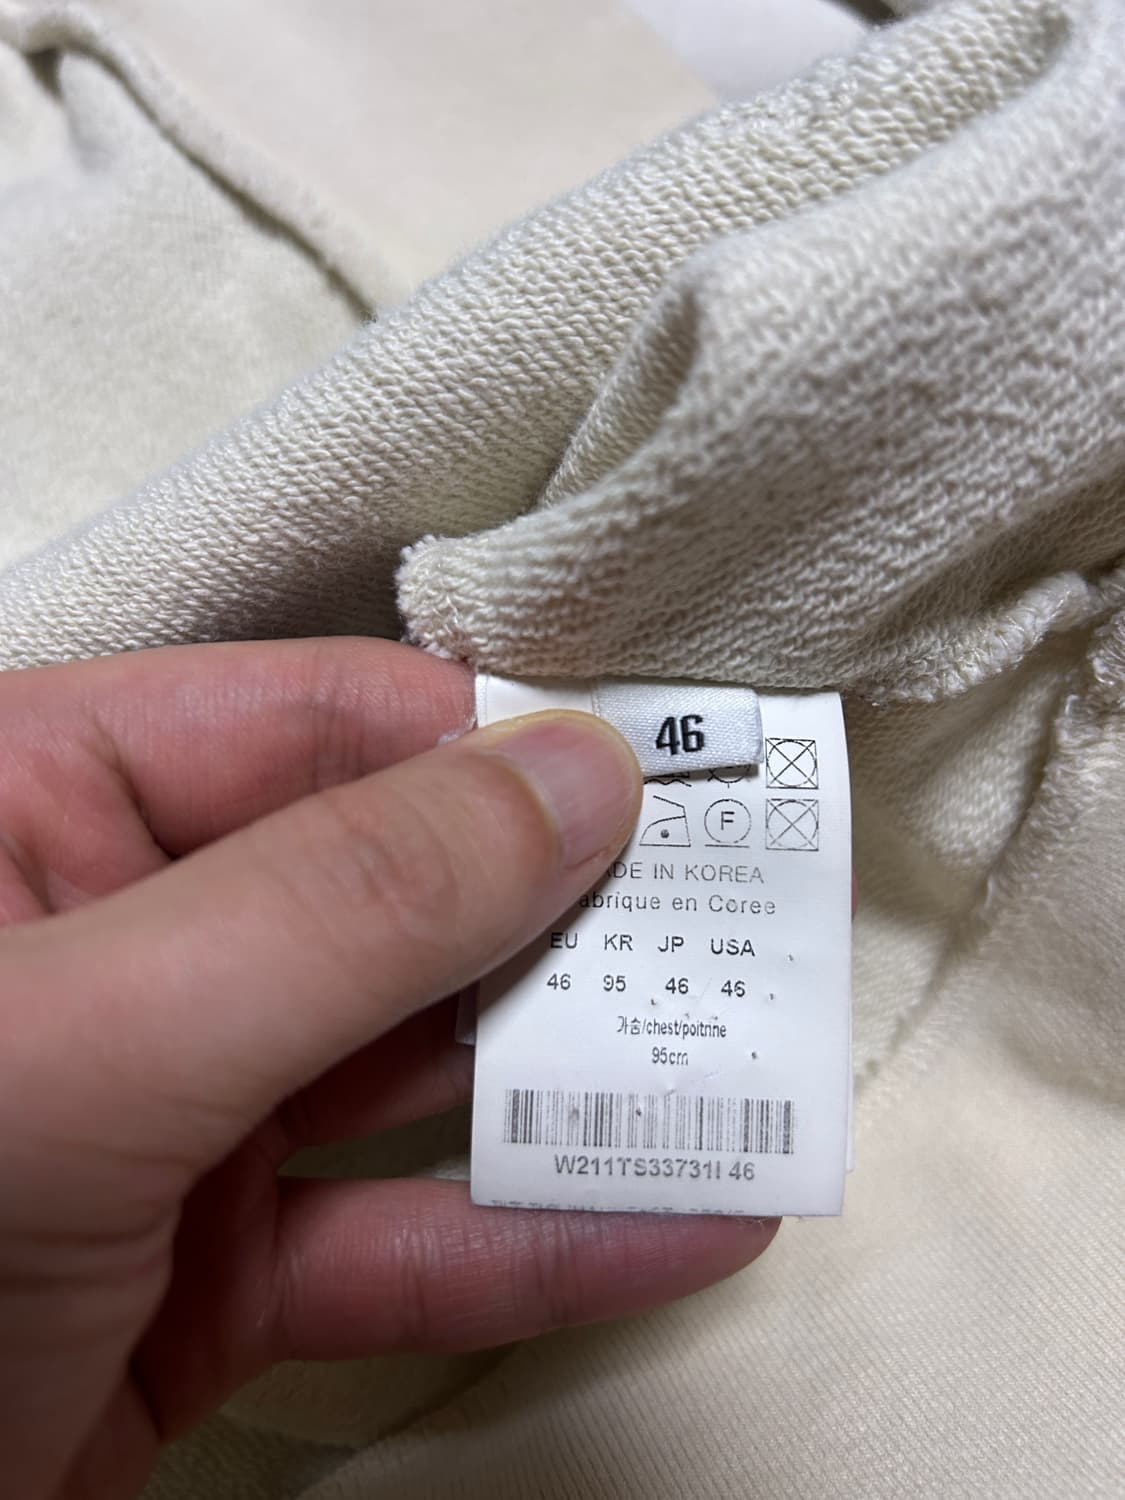 46
F
DE IN KOREA
abrique en Coree
EU KR JP USA
46 95 46 46
가슴/chest/poitrine
95cm
W211TS33731I 46